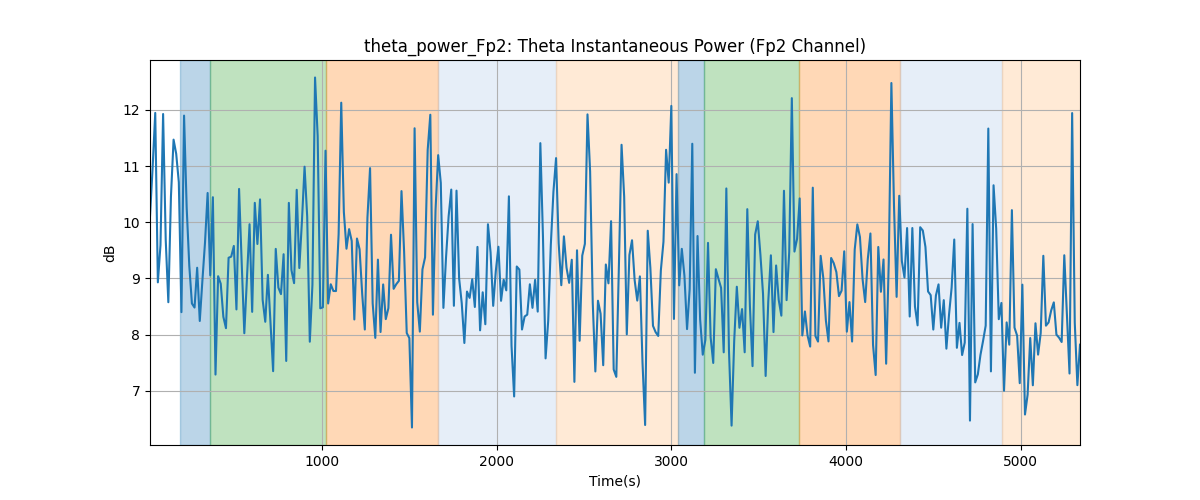 theta_power_Fp2: Theta Instantaneous Power (Fp2 Channel)
12
11
10
9
8
7
dB
1000 2000 3000 4000 5000
Time(s)